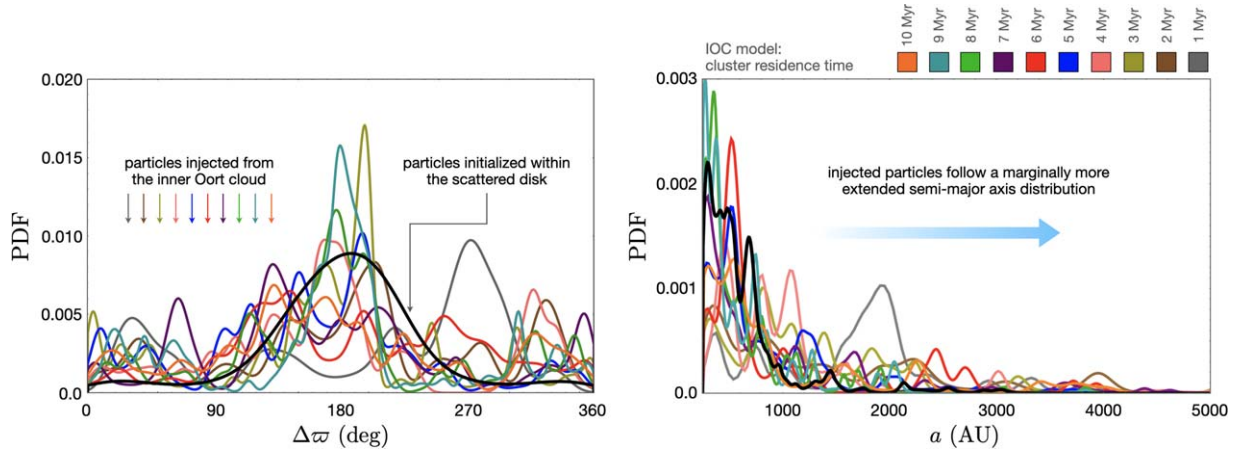 10 Myr
9 Myr
8 Myr
7 Myr
6 Myr
5 Myr
4 Myr
3 Myr
2 Myr
1 Myr
IOC model:
cluster residence time
0.020
0.015
0.010
0.005
0.0
PDF
particles injected from
the inner Oort cloud
particles initialized within
the scattered disk
0
90
180
270
360
Δϖ (deg)
0.003
0.002
0.001
0.0
PDF
injected particles follow a marginally more
extended semi-major axis distribution
1000
2000
3000
4000
5000
a (AU)